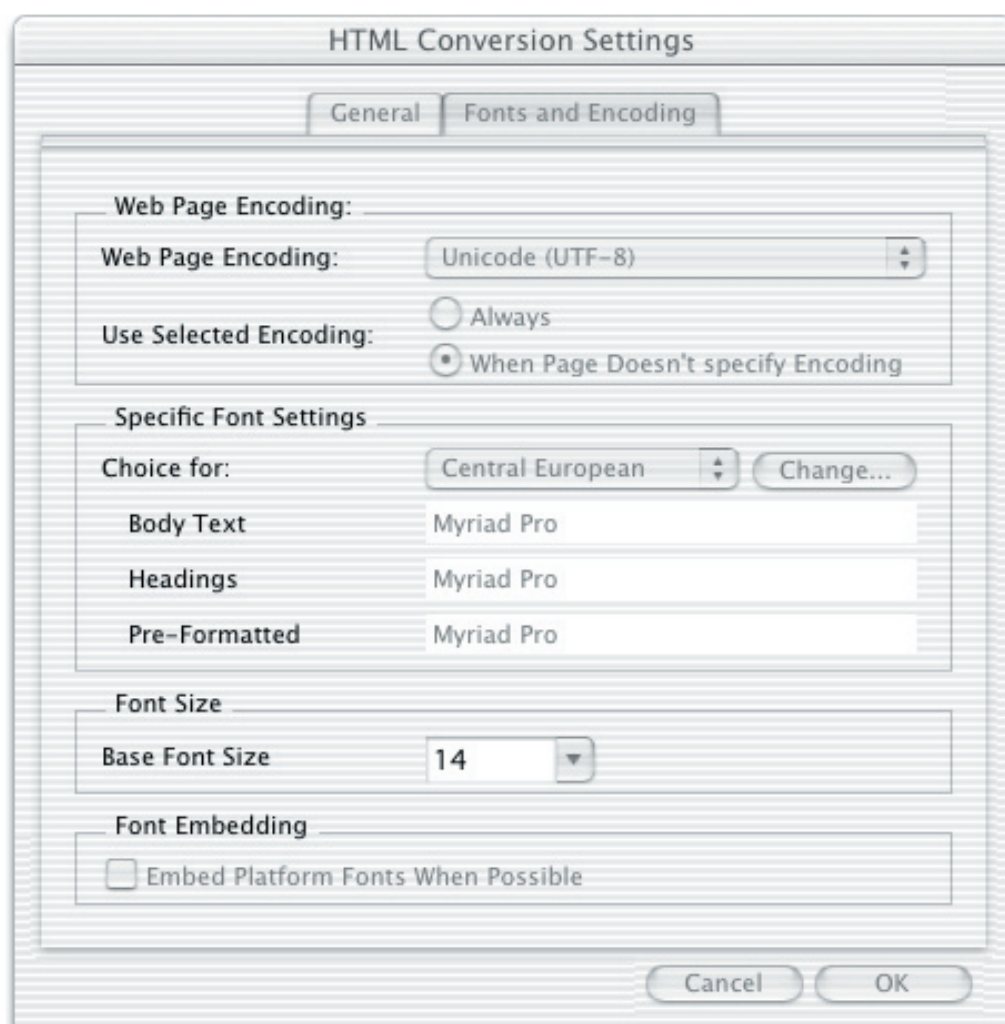 HTML Conversion Settings
General Fonts and Encoding
Web Page Encoding:
Web Page Encoding: Unicode (UTF-8)
Always
Use Selected Encoding:
When Page Doesn't specify Encoding
Specific Font Settings
Choice for: Central European Change...
Body Text Myriad Pro
Headings Myriad Pro
Pre-Formatted Myriad Pro
Font Size
Base Font Size 14
Font Embedding
Embed Platform Fonts When Possible
Cancel OK